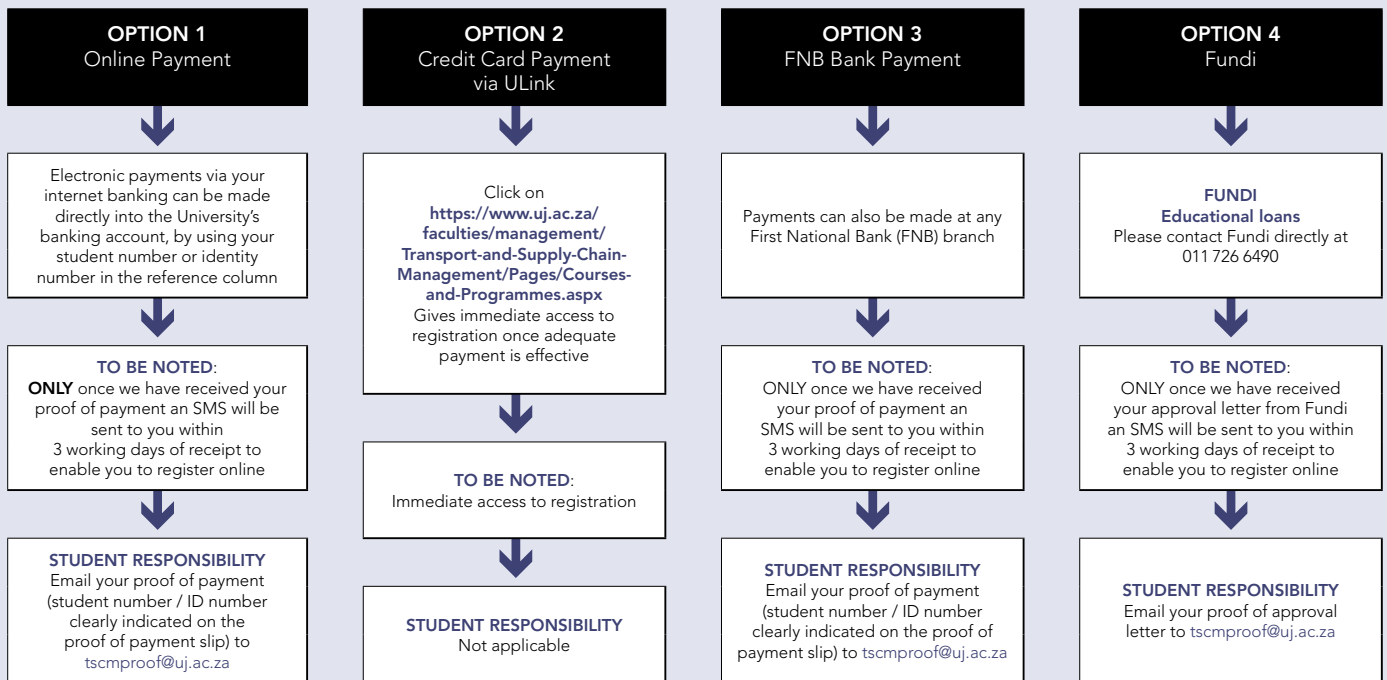 OPTION 1
Online Payment
Electronic payments via your
internet banking can be made
directly into the University’s
banking account, by using your
student number or identity
number in the reference column
TO BE NOTED:
ONLY once we have received your
proof of payment an SMS will be
sent to you within
3 working days of receipt to
enable you to register online
STUDENT RESPONSIBILITY
Email your proof of payment
(student number / ID number
clearly indicated on the
proof of payment slip) to
tscmproof@uj.ac.za
OPTION 2
Credit Card Payment
via ULink
Click on
https://www.uj.ac.za/
faculties/management/
Transport-and-Supply-Chain-
Management/Pages/Courses-
and-Programmes.aspx
Gives immediate access to
registration once adequate
payment is effective
TO BE NOTED:
Immediate access to registration
STUDENT RESPONSIBILITY
Not applicable
OPTION 3
FNB Bank Payment
Payments can also be made at any
First National Bank (FNB) branch
TO BE NOTED:
ONLY once we have received
your proof of payment an
SMS will be sent to you within
3 working days of receipt to
enable you to register online
STUDENT RESPONSIBILITY
Email your proof of payment
(student number / ID number
clearly indicated on the proof of
payment slip) to tscmproof@uj.ac.za
OPTION 4
Fundi
FUNDI
Educational loans
Please contact Fundi directly at
011 726 6490
TO BE NOTED:
ONLY once we have received
your approval letter from Fundi
an SMS will be sent to you within
3 working days of receipt to
enable you to register online
STUDENT RESPONSIBILITY
Email your proof of approval
letter to tscmproof@uj.ac.za